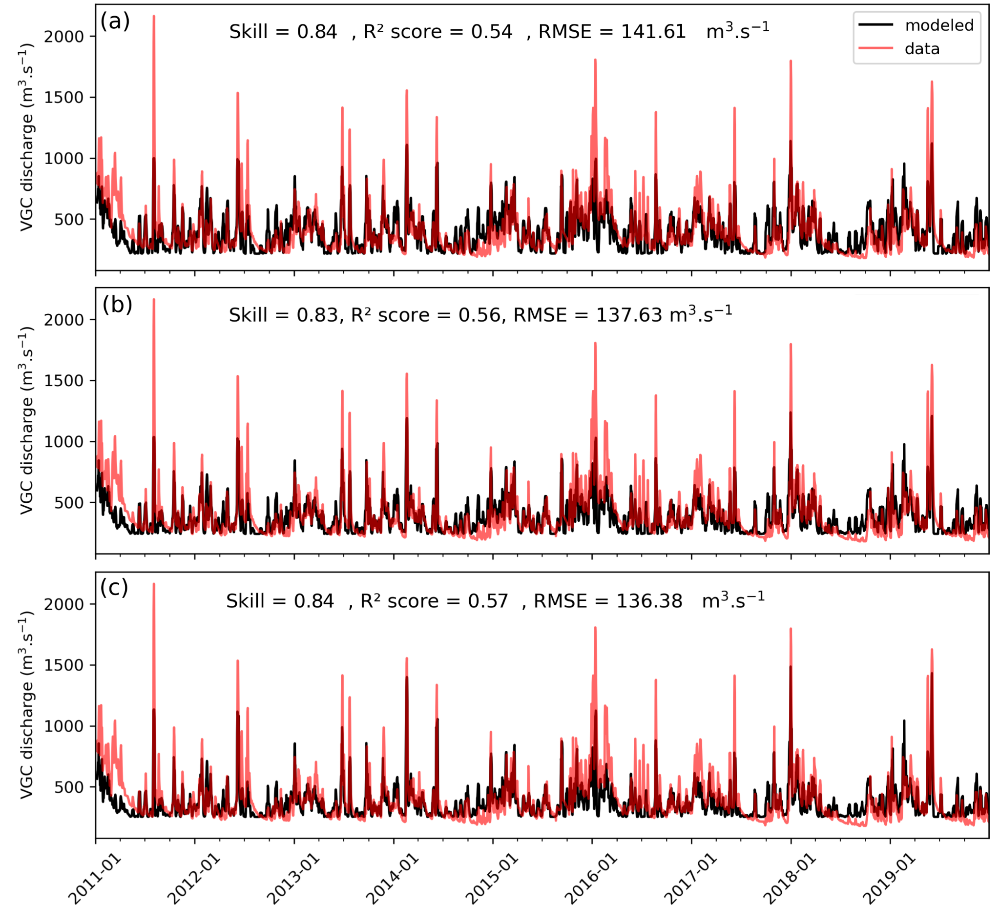 (a)
Skill = 0.84 , R² score = 0.54 , RMSE = 141.61 m³.s⁻¹
modeled
data
VGC discharge (m³.s⁻¹)
2000
1500
1000
500
(b)
Skill = 0.83, R² score = 0.56, RMSE = 137.63 m³.s⁻¹
VGC discharge (m³.s⁻¹)
2000
1500
1000
500
(c)
Skill = 0.84 , R² score = 0.57 , RMSE = 136.38 m³.s⁻¹
VGC discharge (m³.s⁻¹)
2000
1500
1000
500
2011-01
2012-01
2013-01
2014-01
2015-01
2016-01
2017-01
2018-01
2019-01